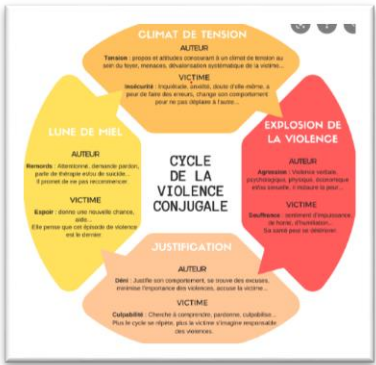 CLIMAT DE TENSION
AUTEUR
Tension : propos et attitudes concourant à un climat de tension au
sein du foyer, menaces, dévalorisation systématique de la victime...
VICTIME
Insécurité : Inquiétude, anxiété, doute d'elle-même, a
peur de faire des erreurs, change son comportement
pour ne pas déplaire à l'autre...
EXPLOSION DE
LA VIOLENCE
AUTEUR
Agression : Violence verbale,
psychologique, physique, économique
et/ou sexuelle, il instaure la peur...
VICTIME
Souffrance : sentiment d'impuissance,
de honte, d'humiliation...
Sa santé peut se détériorer.
CYCLE
DE LA
VIOLENCE
CONJUGALE
JUSTIFICATION
AUTEUR
Déni : Justifie son comportement, se trouve des excuses,
minimise l'importance des violences, accuse la victime...
VICTIME
Culpabilité : Cherche à comprendre, pardonne, culpabilise...
Plus le cycle se répète, plus la victime s'imagine responsable
des violences.
LUNE DE MIEL
AUTEUR
Remords : Attentionné, demande pardon,
parle de thérapie et/ou de suicide...
Il promet de ne pas recommencer.
VICTIME
Espoir : donne une nouvelle chance,
aide...
Elle pense que cet épisode de violence
est le dernier.